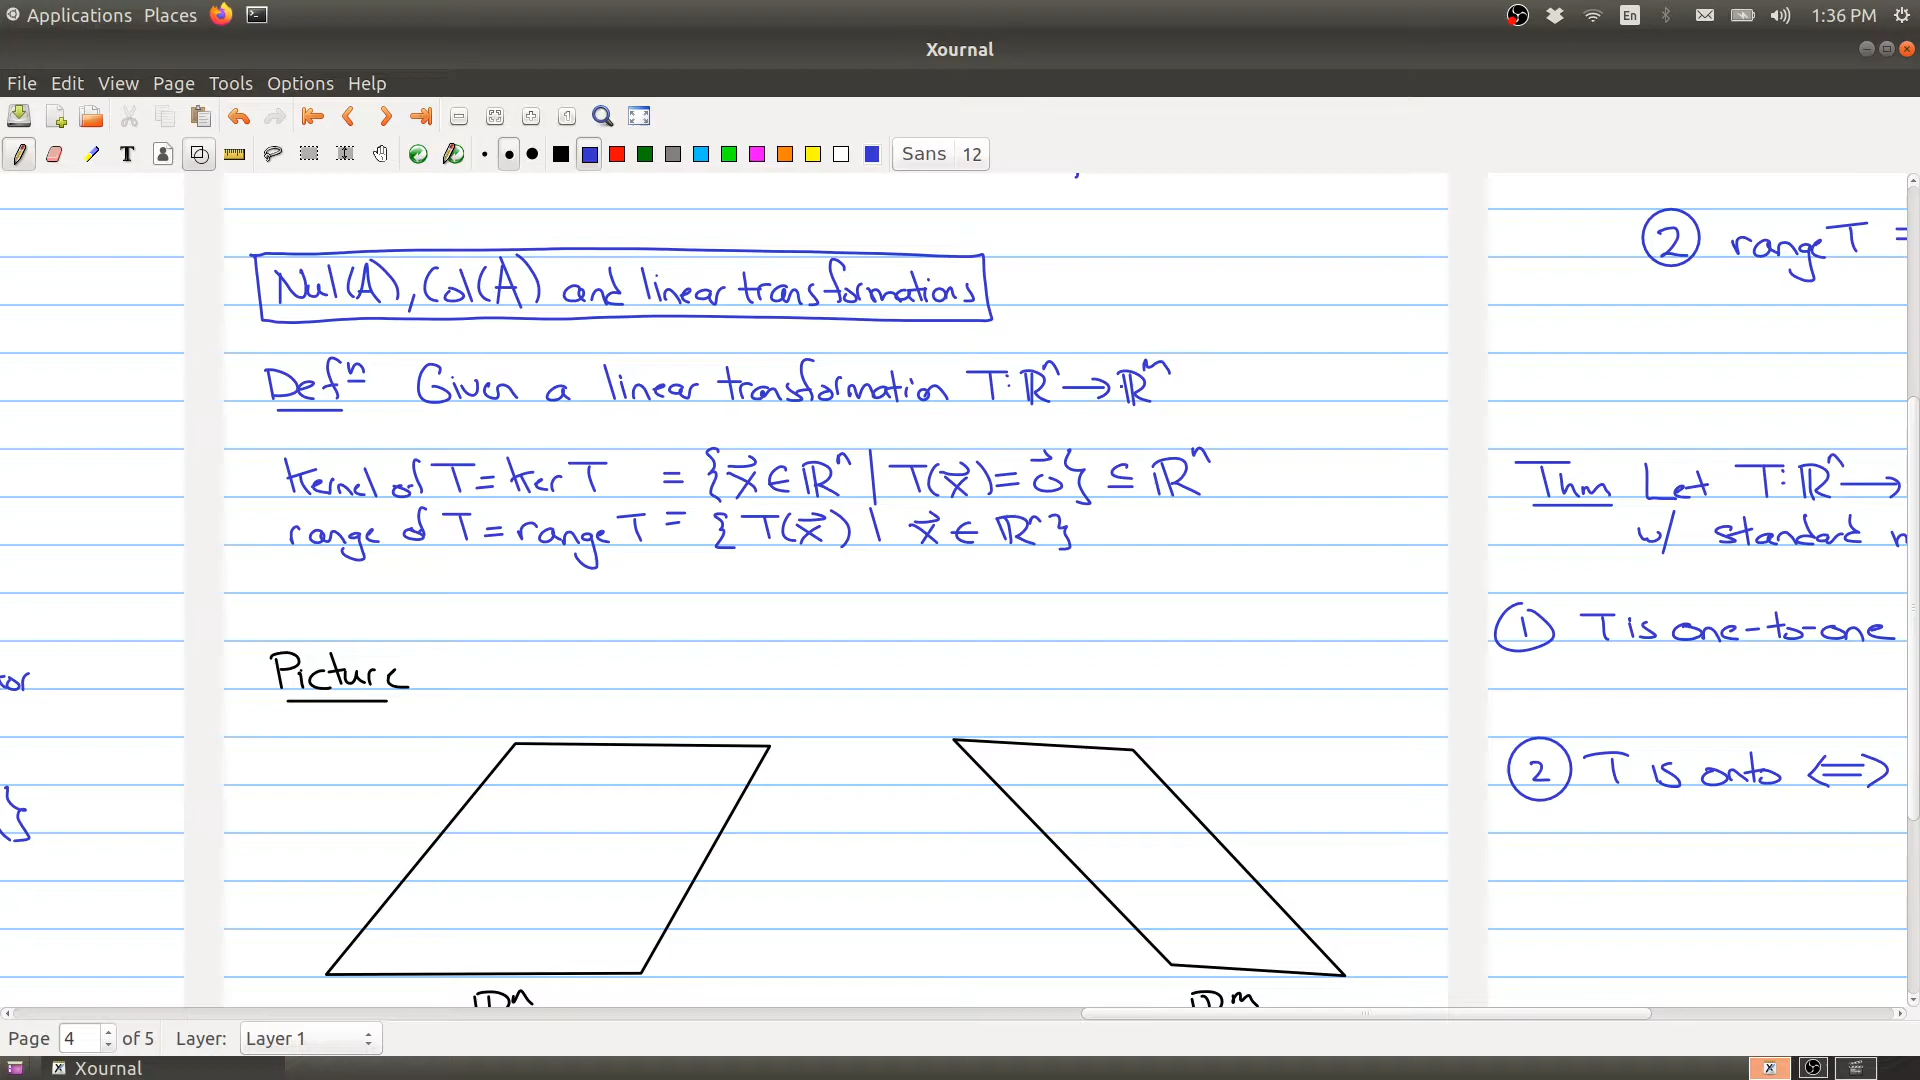 Applications Places En 1:36 PM
Xournal
File Edit View Page Tools Options Help
T Sans 12
Nul(A), Col(A) and linear transformations
Defⁿ Given a linear transformation T: ℝⁿ → ℝᵐ
Kernel of T = Ker T = {x⃗ ∈ ℝⁿ | T(x⃗) = 0⃗} ⊆ ℝⁿ
range of T = range T = {T(x⃗) | x⃗ ∈ ℝⁿ}
Picture
ℝⁿ ℝᵐ
② range T =
Thm Let T: ℝⁿ →
w/ standard
① T is one-to-one
② T is onto ⟺
}
Page 4 of 5 Layer: Layer 1
Xournal